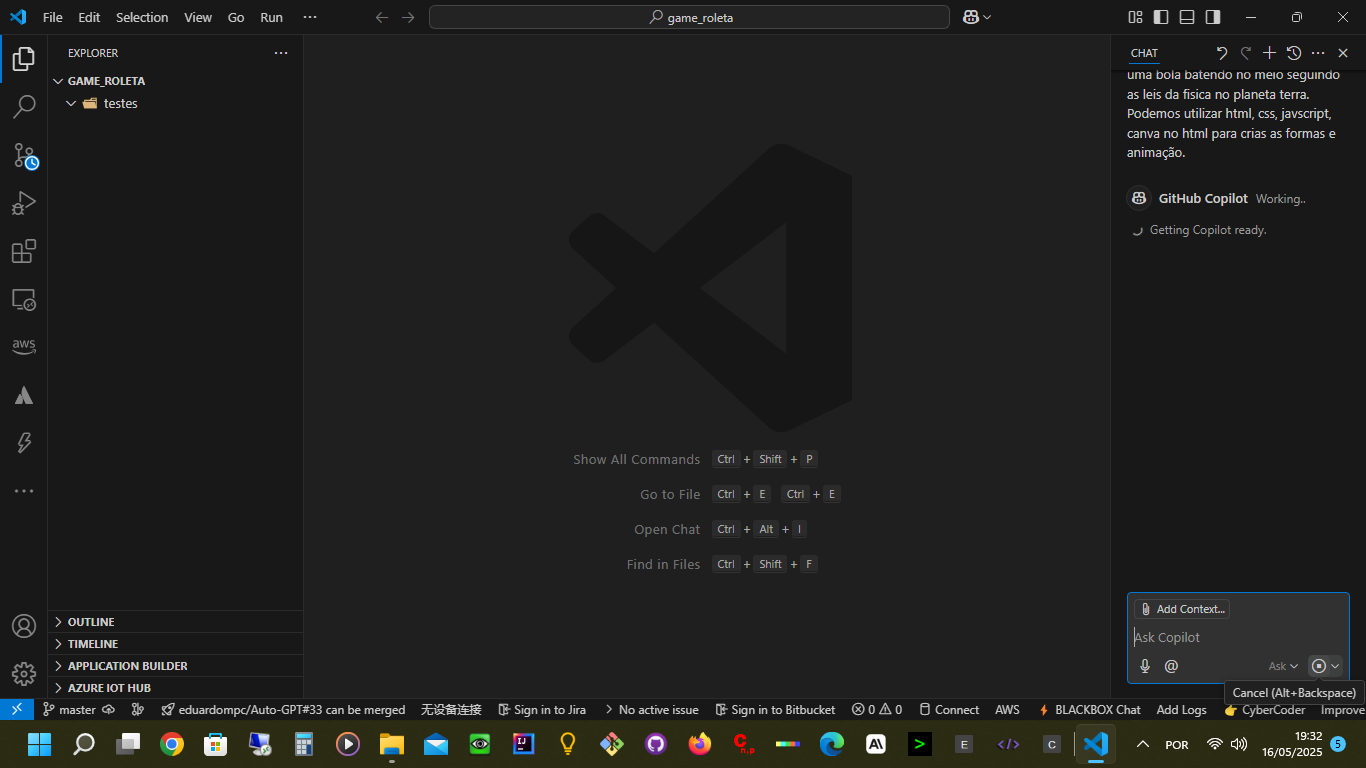 File Edit Selection View Go Run ···
game_roleta
EXPLORER
GAME_ROLETA
testes
OUTLINE
TIMELINE
APPLICATION BUILDER
AZURE IOT HUB
aws
Show All Commands Ctrl + Shift + P
Go to File Ctrl + E Ctrl + E
Open Chat Ctrl + Alt + I
Find in Files Ctrl + Shift + F
CHAT
uma bola batendo no meio seguindo
as leis da fisica no planeta terra.
Podemos utilizar html, css, javscript,
canva no html para crias as formas e
animação.
GitHub Copilot Working..
Getting Copilot ready.
Add Context...
Ask Copilot
@ Ask
Cancel (Alt+Backspace)
master eduardompc/Auto-GPT#33 can be merged 无设备连接 Sign in to Jira No active issue Sign in to Bitbucket 0 0 Connect AWS BLACKBOX Chat Add Logs CyberCoder Improve
POR 19:32
16/05/2025 5